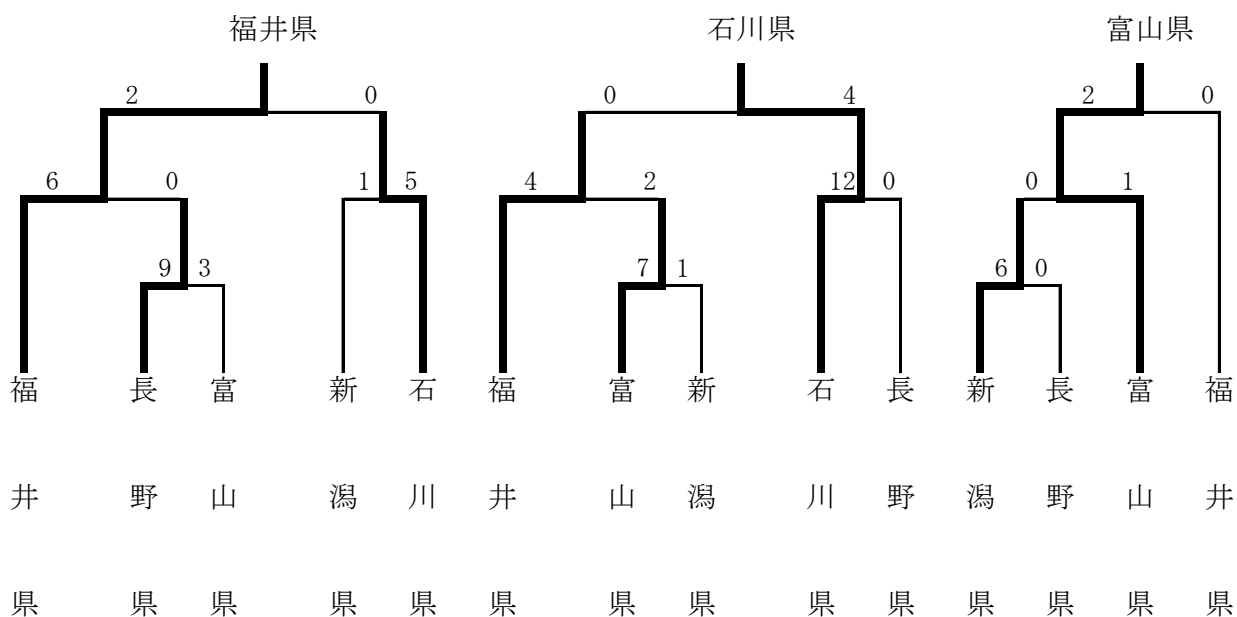 福井県 石川県 富山県
2 0 0 4 2 0
6 0 1 5 4 2 12 0 0 1
9 3 7 1 6 0
福井県 長野県 富山県 新潟県 石川県 福井県 富山県 新潟県 石川県 長野県 新潟県 長野県 富山県 福井県